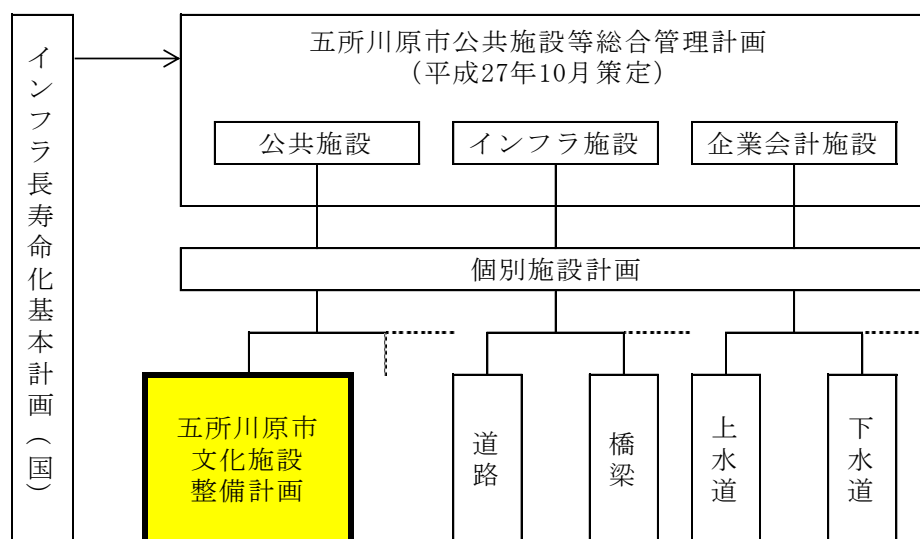 インフラ長寿命化基本計画（国）
五所川原市公共施設等総合管理計画
（平成27年10月策定）
公共施設
インフラ施設
企業会計施設
個別施設計画
五所川原市
文化施設
整備計画
道路
橋梁
上水道
下水道